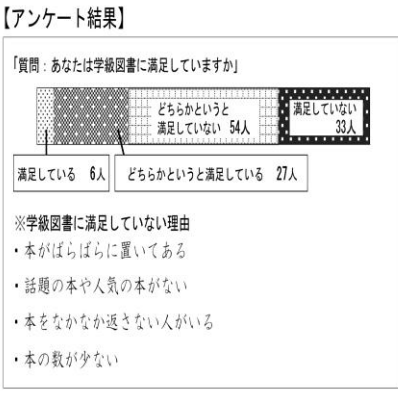 【アンケート結果】
「質問：あなたは学級図書に満足していますか」
どちらかというと
満足していない 54人
満足していない
33人
満足している 6人
どちらかというと満足している 27人
※学級図書に満足していない理由
・本がばらばらに置いてある
・話題の本や人気の本がない
・本をなかなか返さない人がいる
・本の数が少ない